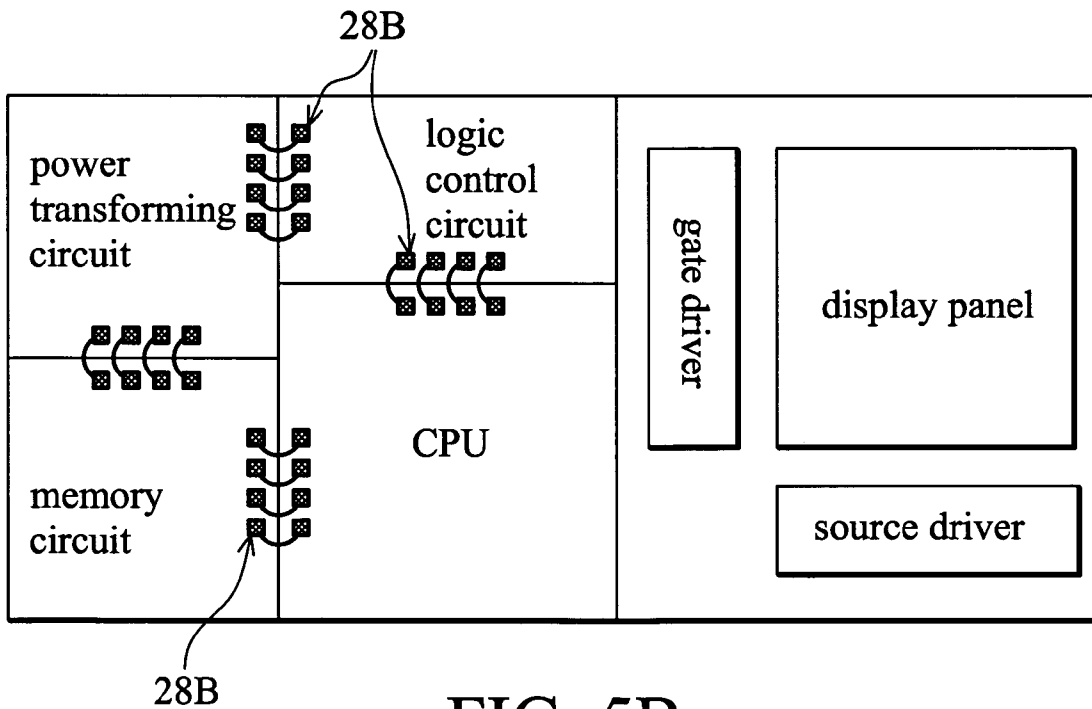 28B
power
transforming
circuit
logic
control
circuit
gate driver
display panel
CPU
memory
circuit
source driver
28B
FIG. 5B